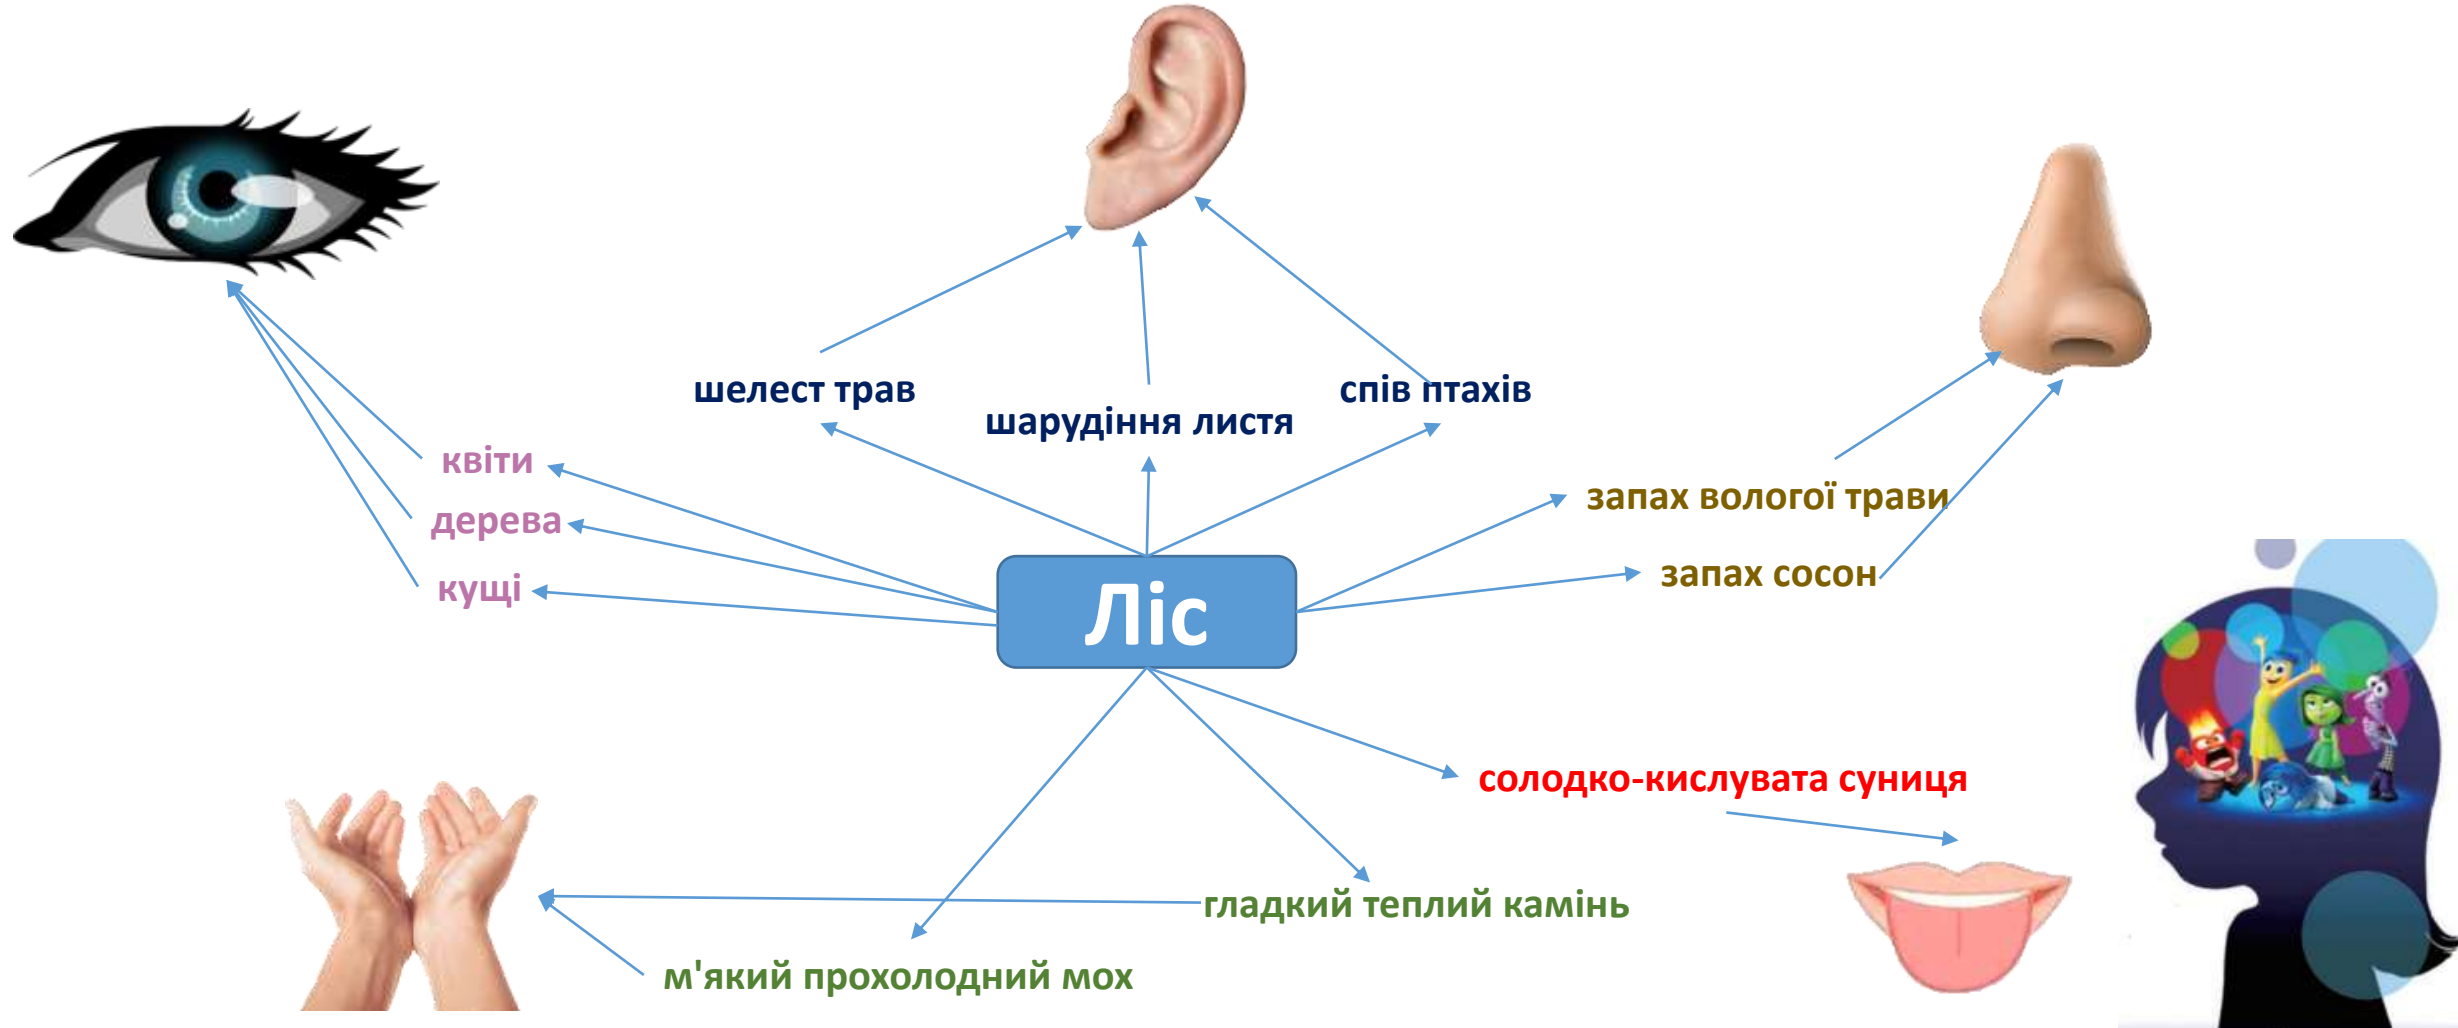 шелест трав
шарудіння листя
спів птахів
квіти
дерева
кущі
запах вологої трави
запах сосон
Ліс
солодко-кислувата суниця
гладкий теплий камінь
м'який прохолодний мох